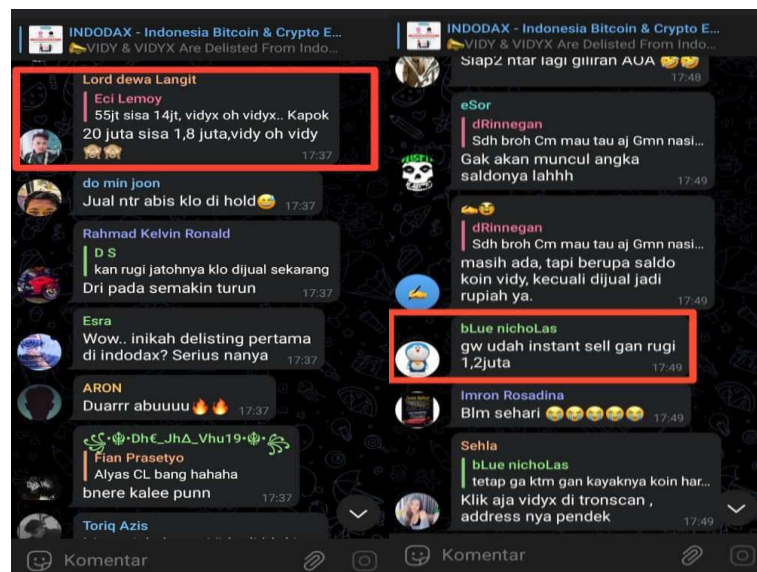 INDODAX - Indonesia Bitcoin & Crypto E...
VIDY & VIDYX Are Delisted From Indo...
Lord dewa Langit
Eci Lemoy
55jt sisa 14jt, vidyx oh vidyx.. Kapok
20 juta sisa 1,8 juta,vidy oh vidy
🙈🙈 17:37
do min joon
Jual ntr abis klo di hold😅 17:37
Rahmad Kelvin Ronald
D S
kan rugi jatohnya klo dijual sekarang
Dri pada semakin turun 17:37
Esra
Wow.. inikah delisting pertama
di indodax? Serius nanya 17:37
ARON
Duarrr abuuuu🔥🔥 17:37
Dh€_JhΔ_Vhu19
Fian Prasetyo
Alyas CL bang hahaha
bnere kalee punn 17:37
Toriq Azis
Komentar
INDODAX - Indonesia Bitcoin & Crypto E...
VIDY & VIDYX Are Delisted From Indo...
Siap2 ntar lagi giliran AOA 🤣🤣
17:48
eSor
dRinnegan
Sdh broh Cm mau tau aj Gmn nasi...
Gak akan muncul angka
saldonya lahhh 17:49
✍️😭
dRinnegan
Sdh broh Cm mau tau aj Gmn nasi...
masih ada, tapi berupa saldo
koin vidy, kecuali dijual jadi
rupiah ya. 17:49
bLue nichoLas
gw udah instant sell gan rugi
1,2juta 17:49
Imron Rosadina
Blm sehari 😭😭😭😭😭 17:49
Sehla
bLue nichoLas
tetap ga ktm gan kayaknya koin har...
Klik aja vidyx di tronscan ,
address nya pendek 17:49
Komentar